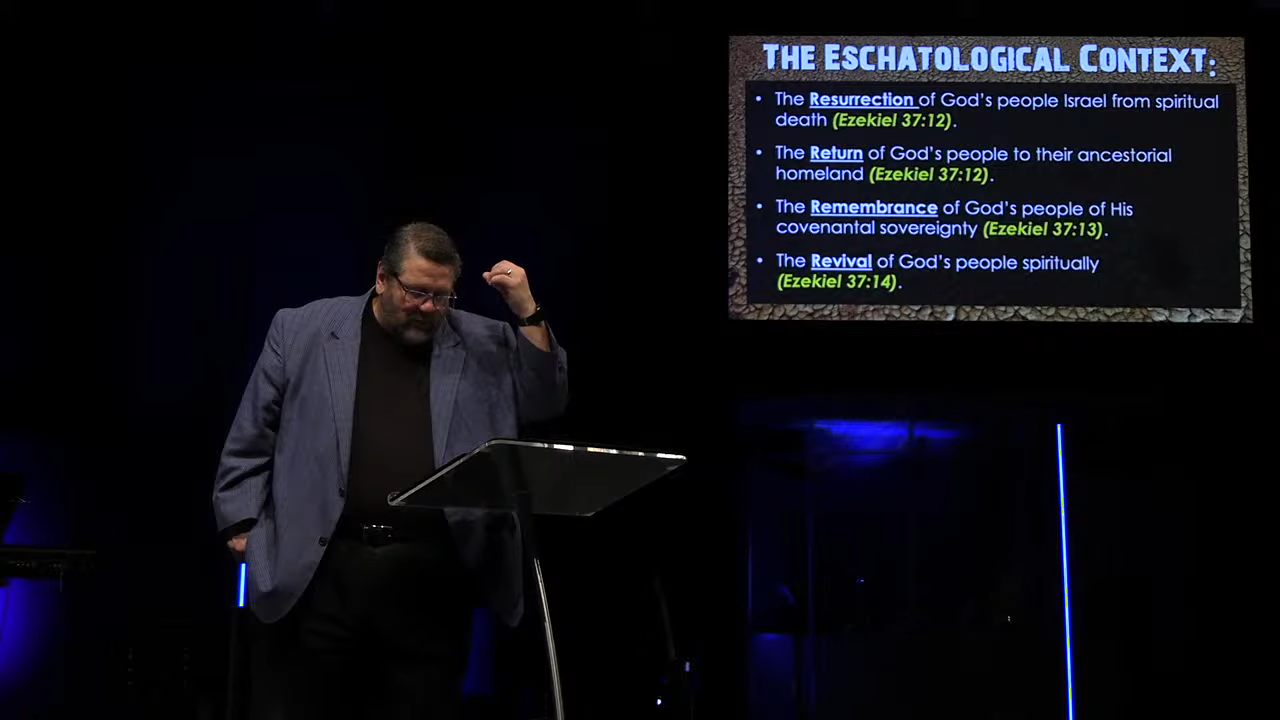 THE ESCHATOLOGICAL CONTEXT:
• The Resurrection of God's people Israel from spiritual
death (Ezekiel 37:12).
• The Return of God's people to their ancestorial
homeland (Ezekiel 37:12).
• The Remembrance of God's people of His
covenantal sovereignty (Ezekiel 37:13).
• The Revival of God's people spiritually
(Ezekiel 37:14).